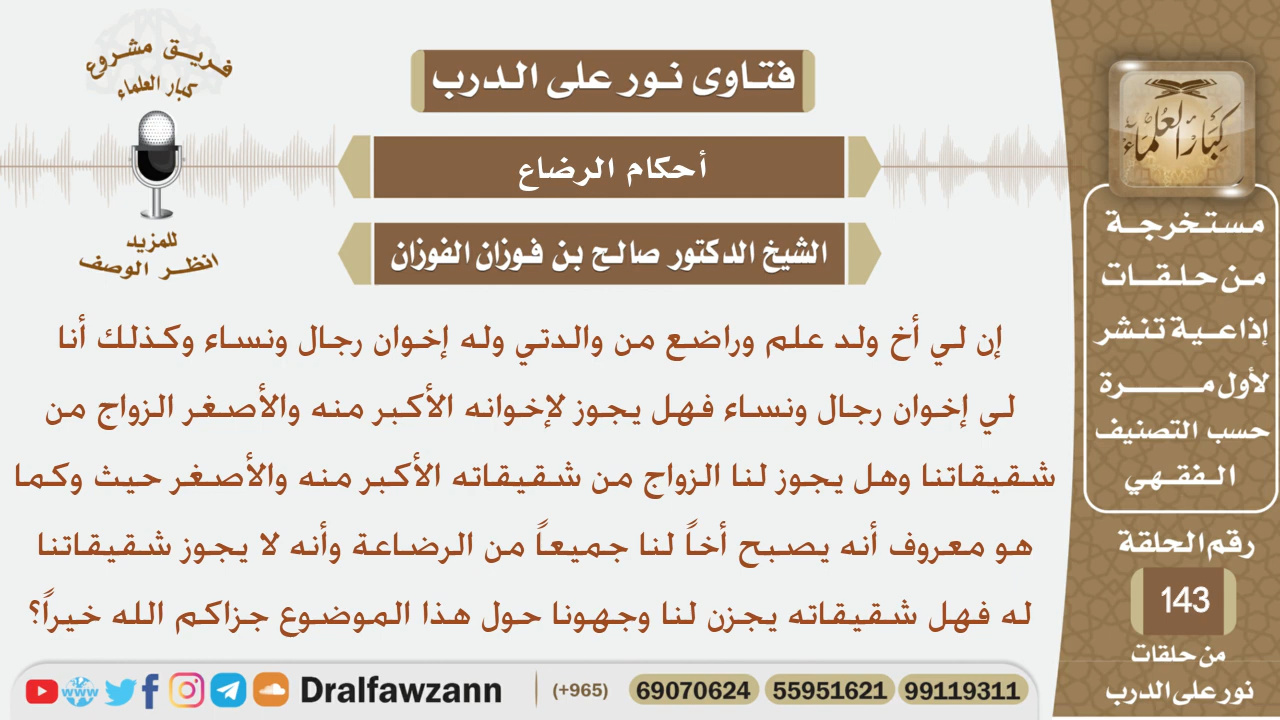 فريق مشروع
كبار العلماء
للمزيد
انظر الوصف
فتاوى نور على الدرب
أحكام الرضاع
الشيخ الدكتور صالح بن فوزان الفوزان
إن لي أخ ولد علم وراضع من والدتي وله إخوان رجال ونساء وكذلك أنا
لي إخوان رجال ونساء فهل يجوز لإخوانه الأكبر منه والأصغر الزواج من
شقيقاتنا وهل يجوز لنا الزواج من شقيقاته الأكبر منه والأصغر حيث وكما
هو معروف أنه يصبح أخاً لنا جميعاً من الرضاعة وأنه لا يجوز شقيقاتنا
له فهل شقيقاته يجزن لنا وجهونا حول هذا الموضوع جزاكم الله خيراً؟
كبار العلماء
مستخرجة
من حلقات
إذاعية تنشر
لأول مرة
حسب التصنيف
الفقهي
رقم الحلقة
143
من حلقات
نور على الدرب
www Dralfawzann (+965) 69070624 55951621 99119311